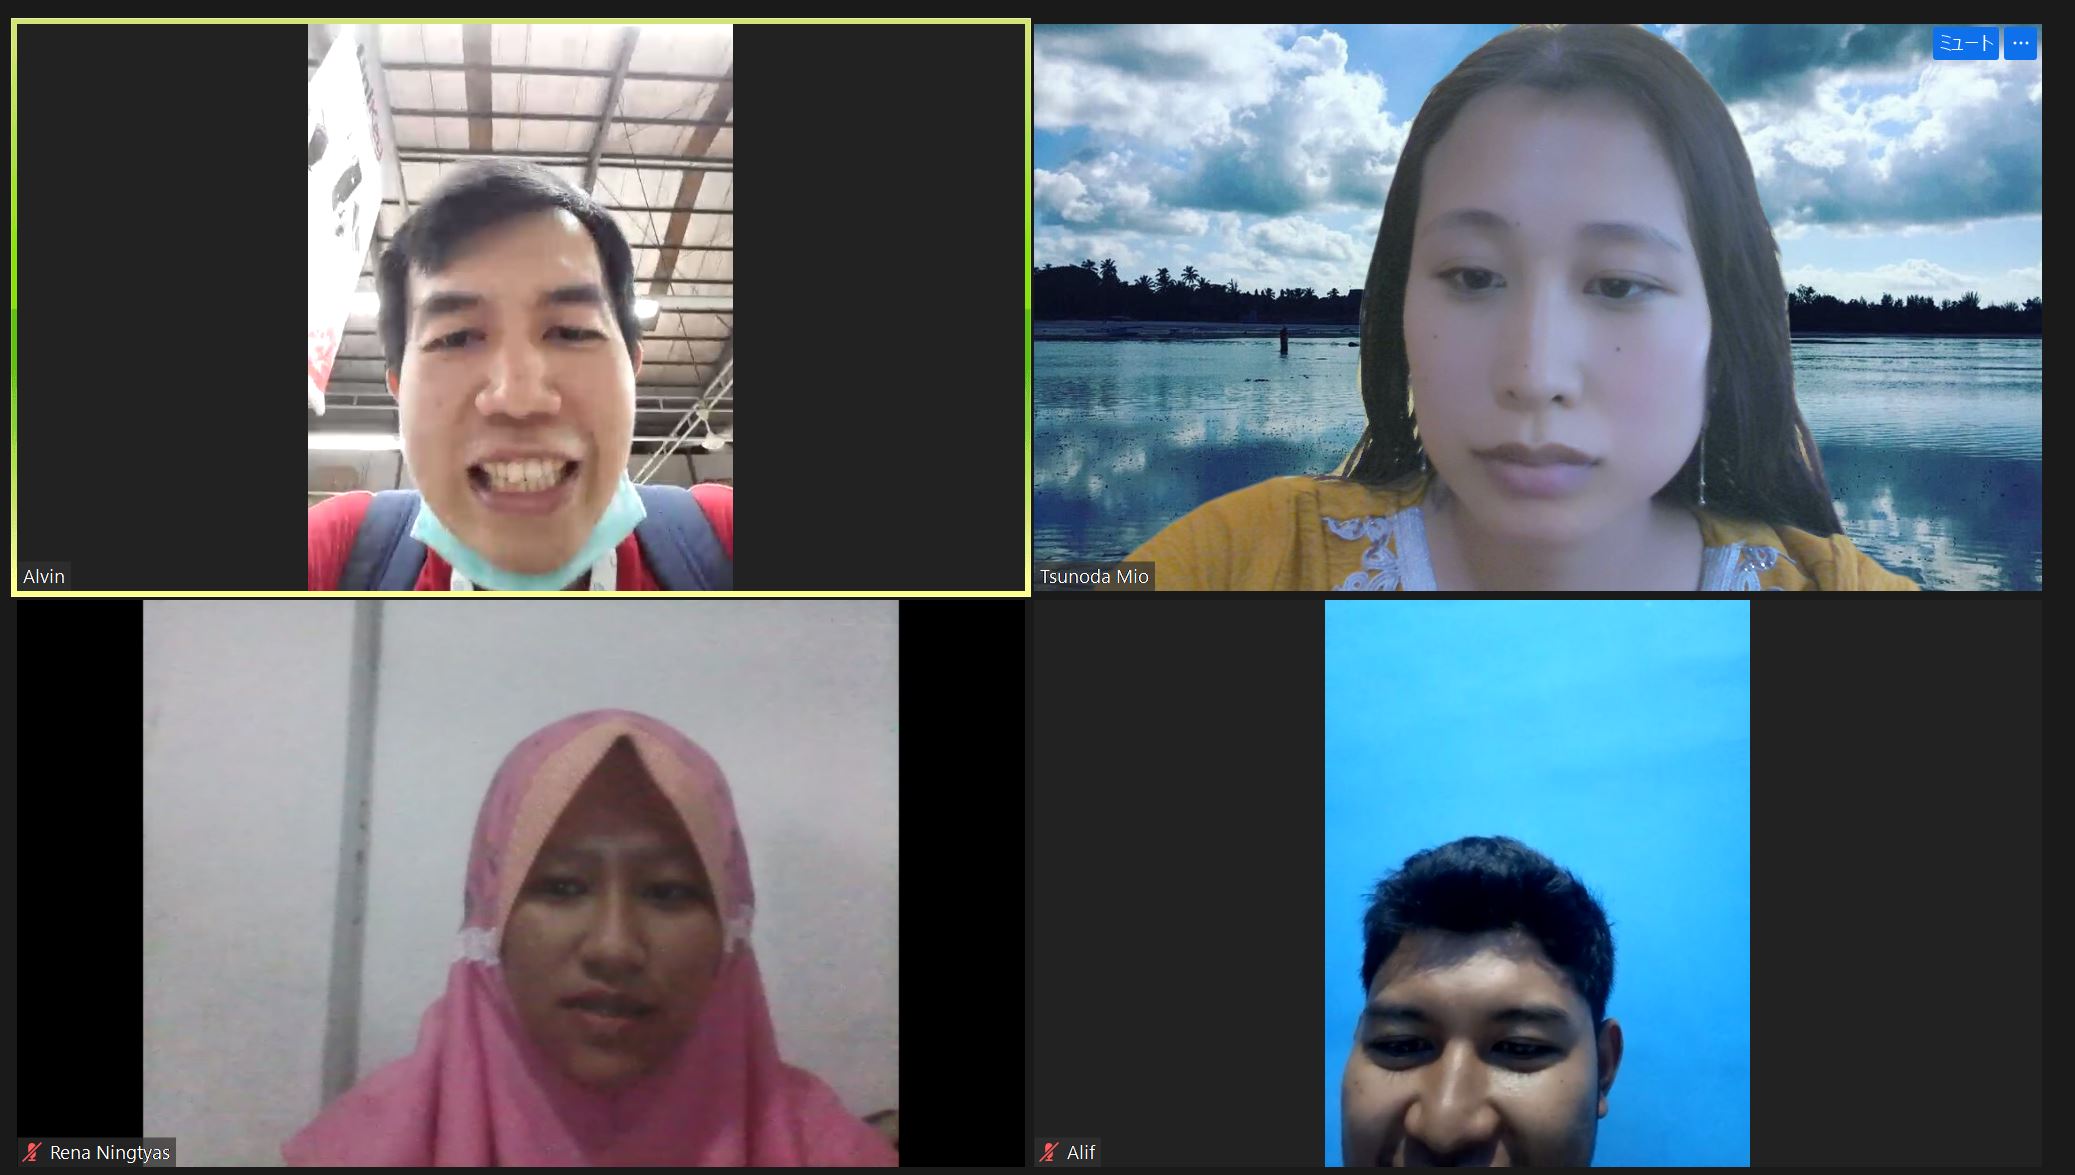 ミュート
Alvin
Tsunoda Mio
Rena Ningtyas
Alif